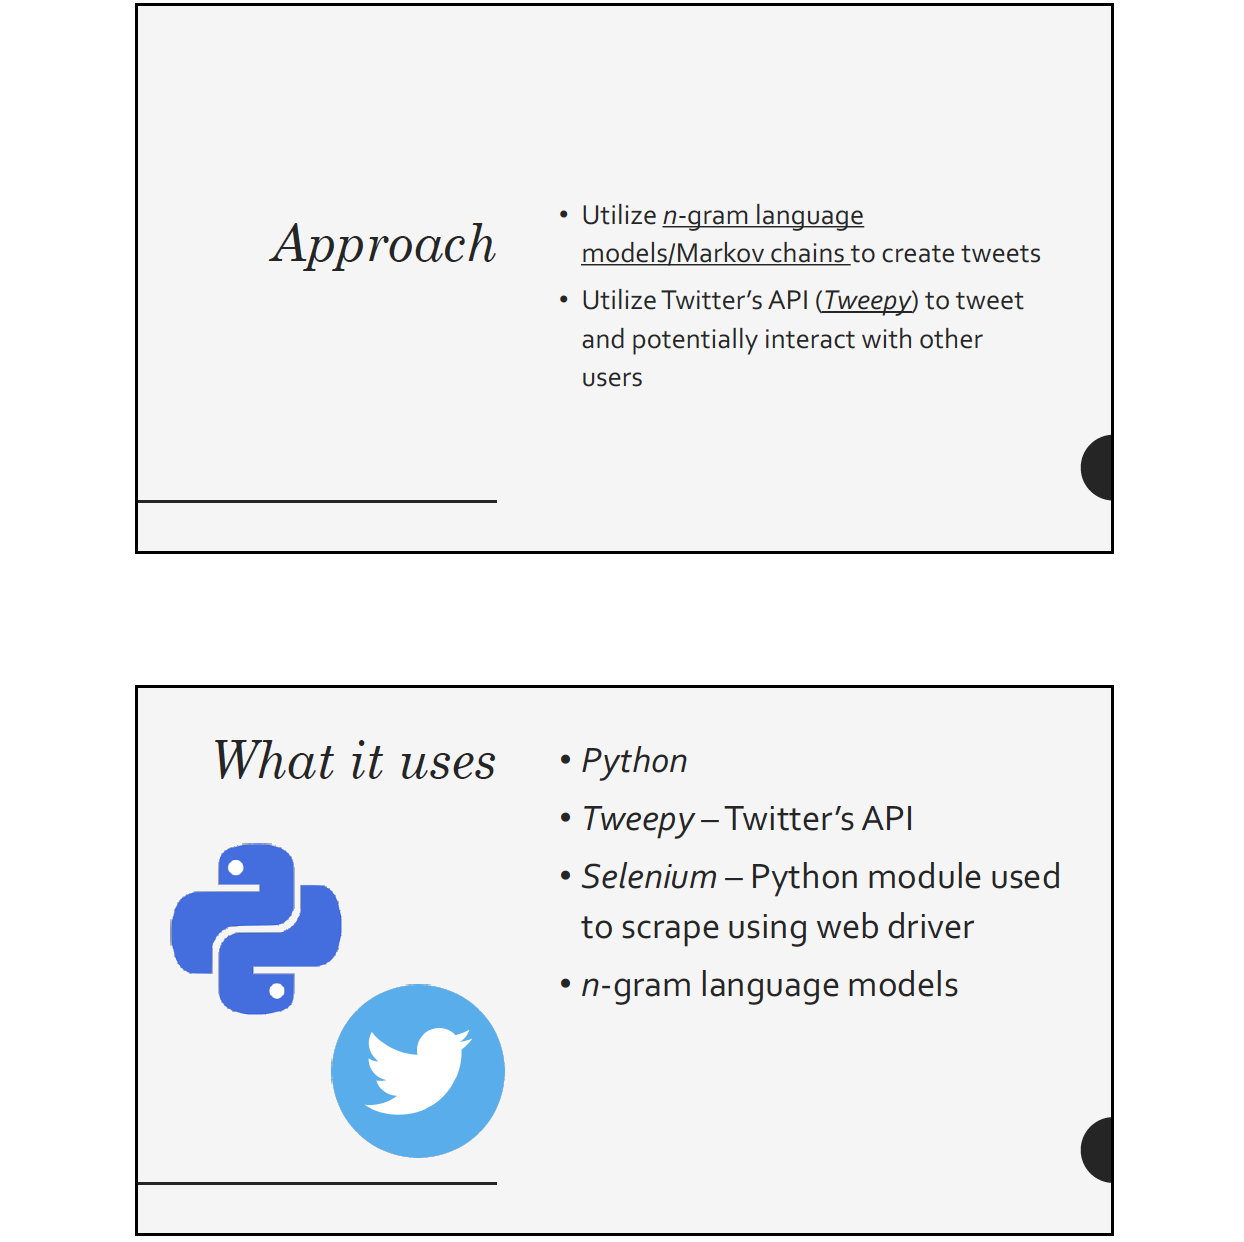 Approach
• Utilize n-gram language
models/Markov chains to create tweets
• Utilize Twitter’s API (Tweepy) to tweet
and potentially interact with other
users
What it uses
• Python
• Tweepy – Twitter’s API
• Selenium – Python module used
to scrape using web driver
• n-gram language models